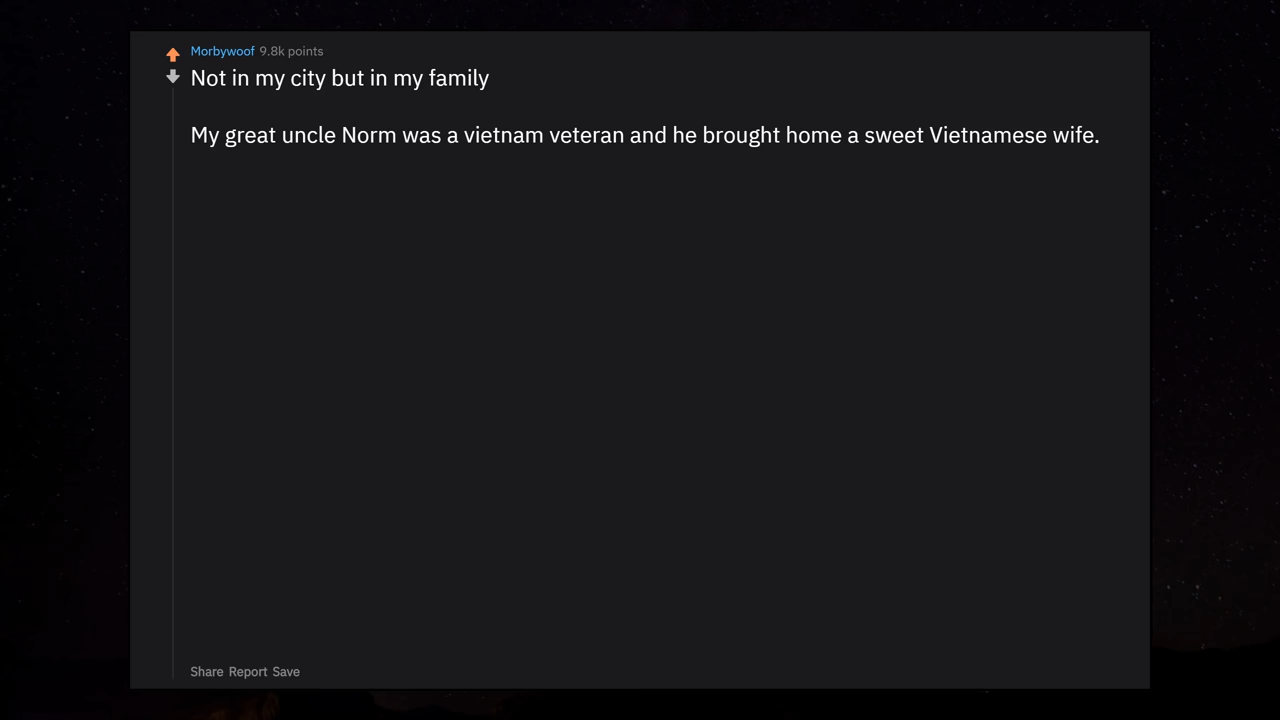 Morbywoof 9.8k points
Not in my city but in my family
My great uncle Norm was a vietnam veteran and he brought home a sweet Vietnamese wife.
Share Report Save